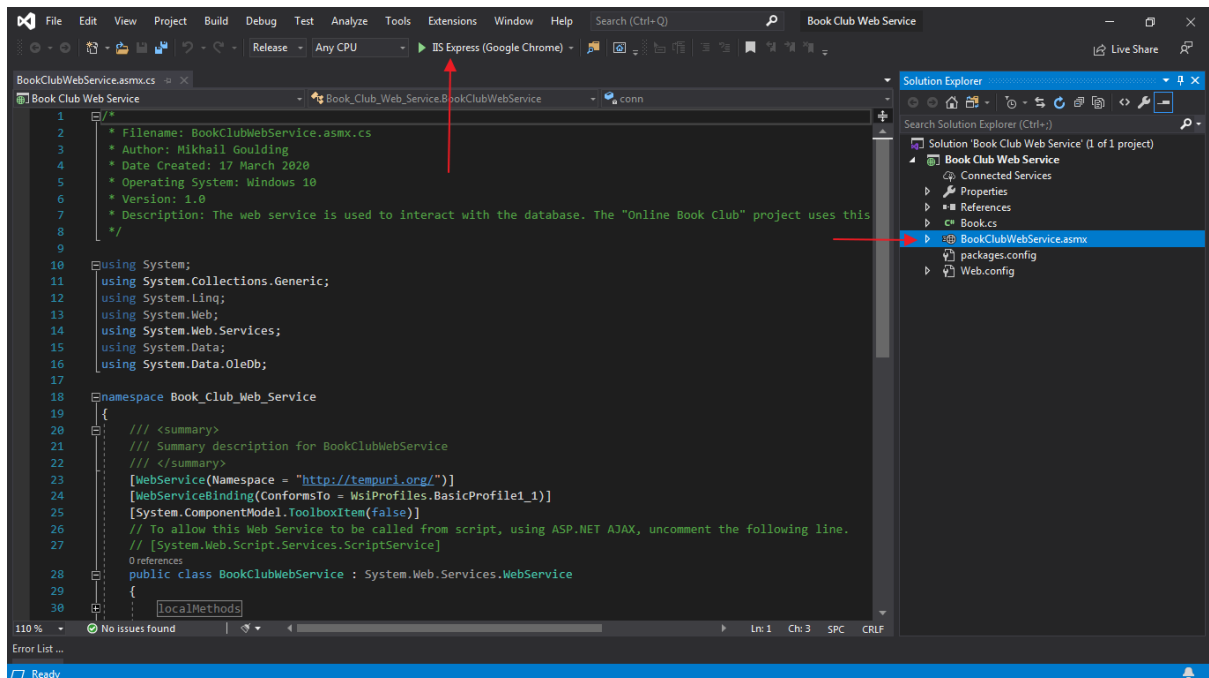 File Edit View Project Build Debug Test Analyze Tools Extensions Window Help Search (Ctrl+Q) Book Club Web Service
Release Any CPU IIS Express (Google Chrome) Live Share
BookClubWebService.asmx.cs
Book Club Web Service Book_Club_Web_Service.BookClubWebService conn
1 /*
2 * Filename: BookClubWebService.asmx.cs
3 * Author: Mikhail Goulding
4 * Date Created: 17 March 2020
5 * Operating System: Windows 10
6 * Version: 1.0
7 * Description: The web service is used to interact with the database. The "Online Book Club" project uses this
8 */
9
10 using System;
11 using System.Collections.Generic;
12 using System.Linq;
13 using System.Web;
14 using System.Web.Services;
15 using System.Data;
16 using System.Data.OleDb;
17
18 namespace Book_Club_Web_Service
19 {
20 /// <summary>
21 /// Summary description for BookClubWebService
22 /// </summary>
23 [WebService(Namespace = "http://tempuri.org/")]
24 [WebServiceBinding(ConformsTo = WsiProfiles.BasicProfile1_1)]
25 [System.ComponentModel.ToolboxItem(false)]
26 // To allow this Web Service to be called from script, using ASP.NET AJAX, uncomment the following line.
27 // [System.Web.Script.Services.ScriptService]
0 references
28 public class BookClubWebService : System.Web.Services.WebService
29 {
30 localMethods
110 % No issues found Ln: 1 Ch: 3 SPC CRLF
Error List ...
Ready
Solution Explorer
Search Solution Explorer (Ctrl+;)
Solution 'Book Club Web Service' (1 of 1 project)
Book Club Web Service
Connected Services
Properties
References
C# Book.cs
BookClubWebService.asmx
packages.config
Web.config